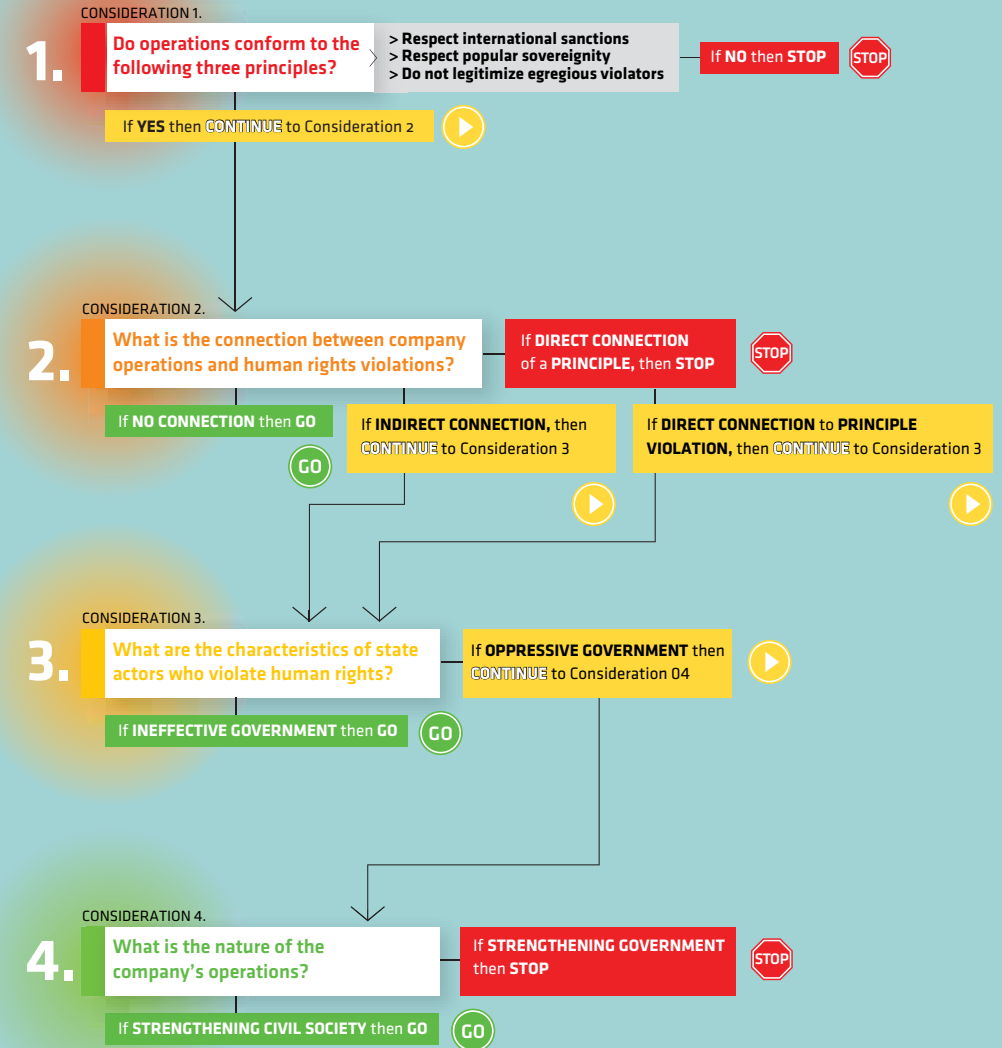 CONSIDERATION 1.
1.
Do operations conform to the
following three principles?
> Respect international sanctions
> Respect popular sovereignity
> Do not legitimize egregious violators
If NO then STOP
STOP
If YES then CONTINUE to Consideration 2
CONSIDERATION 2.
2.
What is the connection between company
operations and human rights violations?
If DIRECT CONNECTION
of a PRINCIPLE, then STOP
STOP
If NO CONNECTION then GO
GO
If INDIRECT CONNECTION, then
CONTINUE to Consideration 3
If DIRECT CONNECTION to PRINCIPLE
VIOLATION, then CONTINUE to Consideration 3
CONSIDERATION 3.
3.
What are the characteristics of state
actors who violate human rights?
If OPPRESSIVE GOVERNMENT then
CONTINUE to Consideration 04
If INEFFECTIVE GOVERNMENT then GO
GO
CONSIDERATION 4.
4.
What is the nature of the
company's operations?
If STRENGTHENING GOVERNMENT
then STOP
STOP
If STRENGTHENING CIVIL SOCIETY then GO
GO